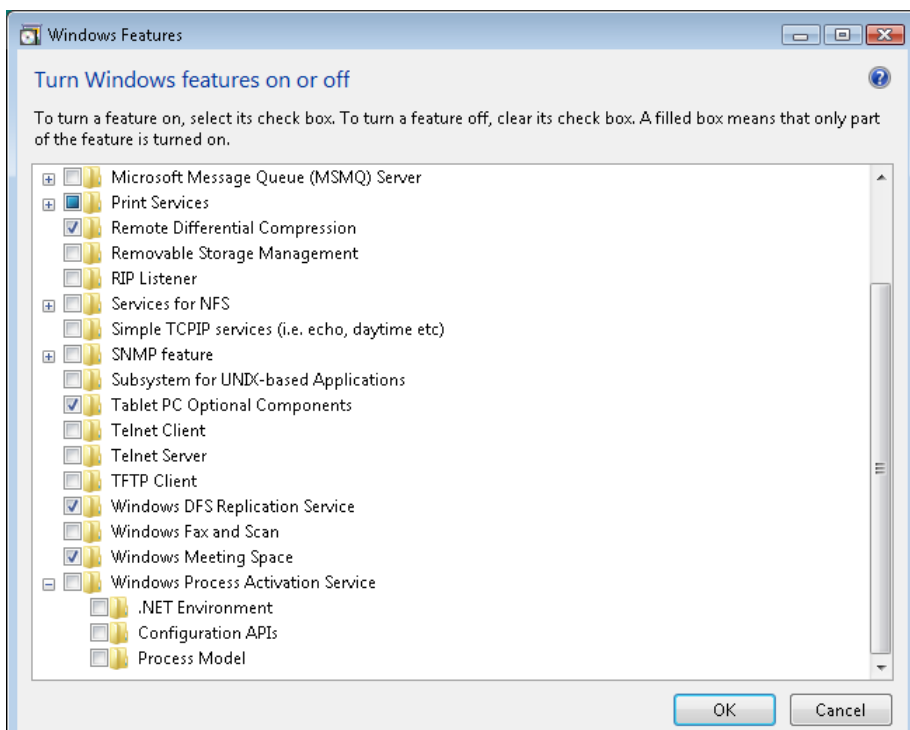 Windows Features
Turn Windows features on or off
To turn a feature on, select its check box. To turn a feature off, clear its check box. A filled box means that only part
of the feature is turned on.
Microsoft Message Queue (MSMQ) Server
Print Services
Remote Differential Compression
Removable Storage Management
RIP Listener
Services for NFS
Simple TCPIP services (i.e. echo, daytime etc)
SNMP feature
Subsystem for UNIX-based Applications
Tablet PC Optional Components
Telnet Client
Telnet Server
TFTP Client
Windows DFS Replication Service
Windows Fax and Scan
Windows Meeting Space
Windows Process Activation Service
.NET Environment
Configuration APIs
Process Model
OK Cancel